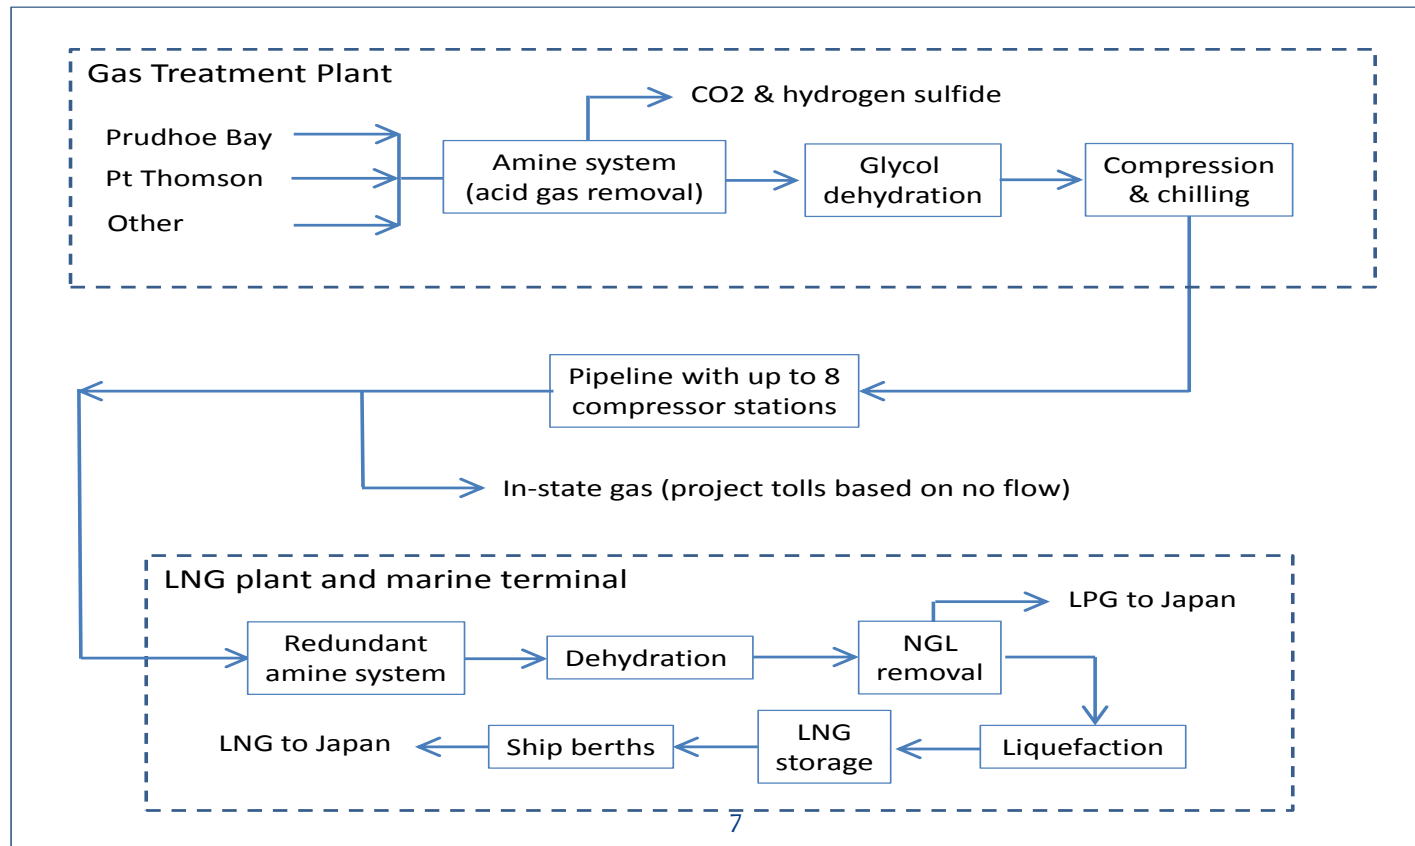 Gas Treatment Plant
CO2 & hydrogen sulfide
Prudhoe Bay
Pt Thomson
Other
Amine system
(acid gas removal)
Glycol
dehydration
Compression
& chilling
Pipeline with up to 8
compressor stations
In-state gas (project tolls based on no flow)
LNG plant and marine terminal
LPG to Japan
Redundant
amine system
Dehydration
NGL
removal
LNG to Japan
Ship berths
LNG
storage
Liquefaction
7